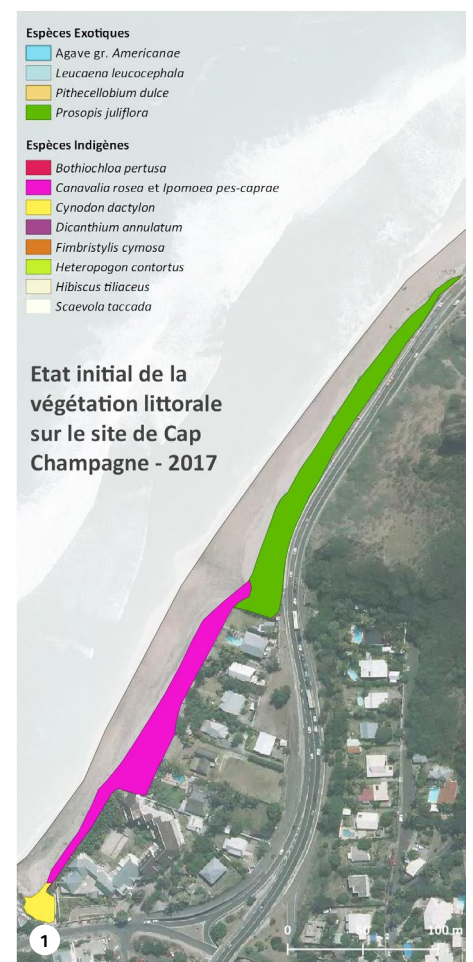 Espèces Exotiques
Agave gr. Americanae
Leucaena leucocephala
Pithecellobium dulce
Prosopis juliflora
Espèces Indigènes
Bothiochloa pertusa
Canavalia rosea et Ipomoea pes-caprae
Cynodon dactylon
Dicanthium annulatum
Fimbristylis cymosa
Heteropogon contortus
Hibiscus tiliaceus
Scaevola taccada
Etat initial de la
végétation littorale
sur le site de Cap
Champagne - 2017
0 50 100 m
1